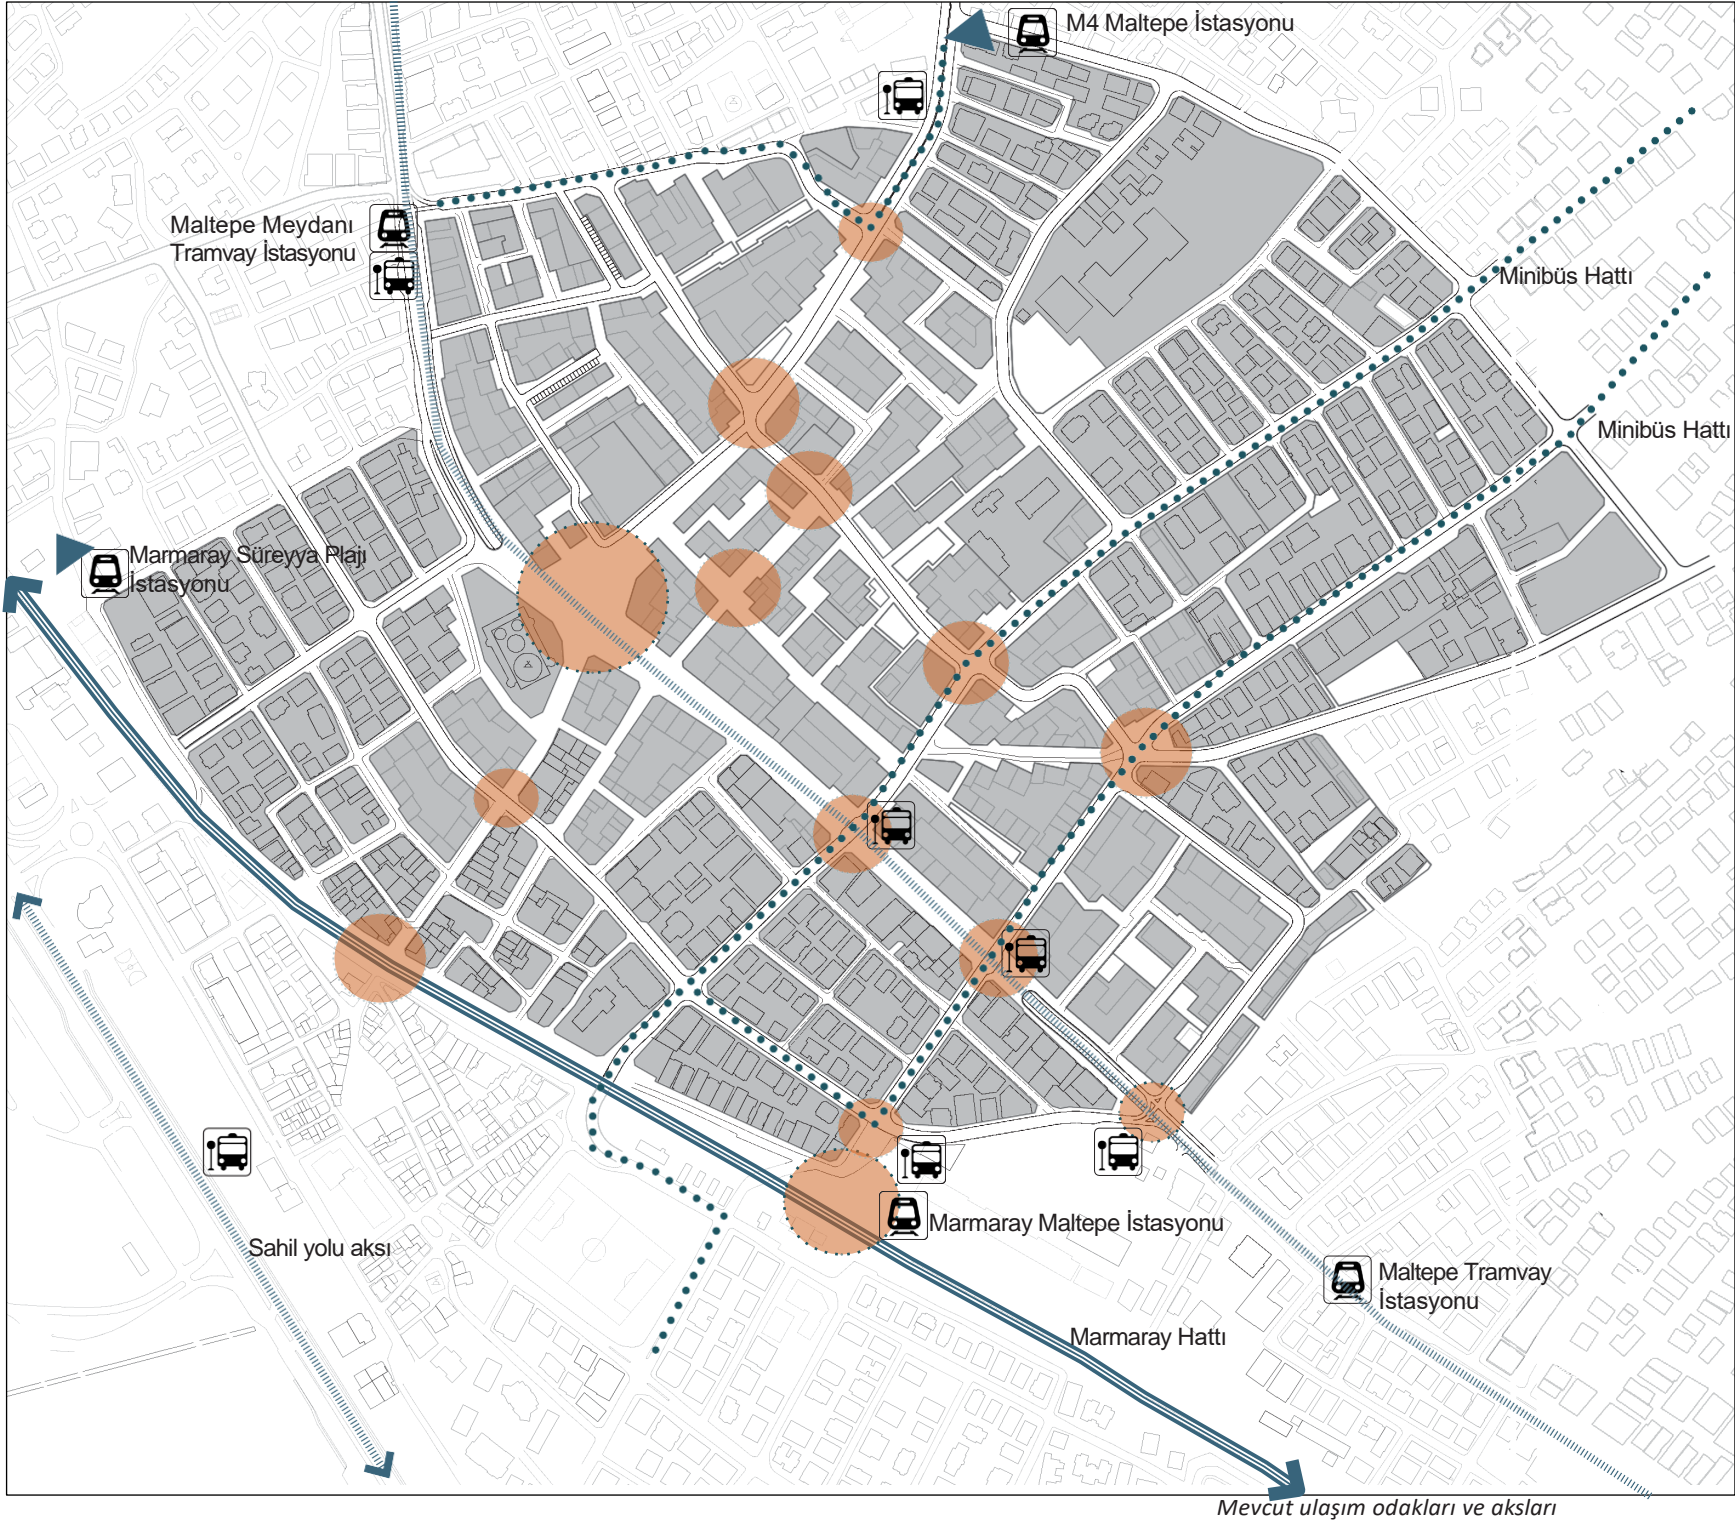 M4 Maltepe İstasyonu
Maltepe Meydanı
Tramvay İstasyonu
Minibüs Hattı
Minibüs Hattı
Marmaray Süreyya Plajı
İstasyonu
Marmaray Maltepe İstasyonu
Sahil yolu aksı
Maltepe Tramvay
İstasyonu
Marmaray Hattı
Mevcut ulaşım odakları ve aksları